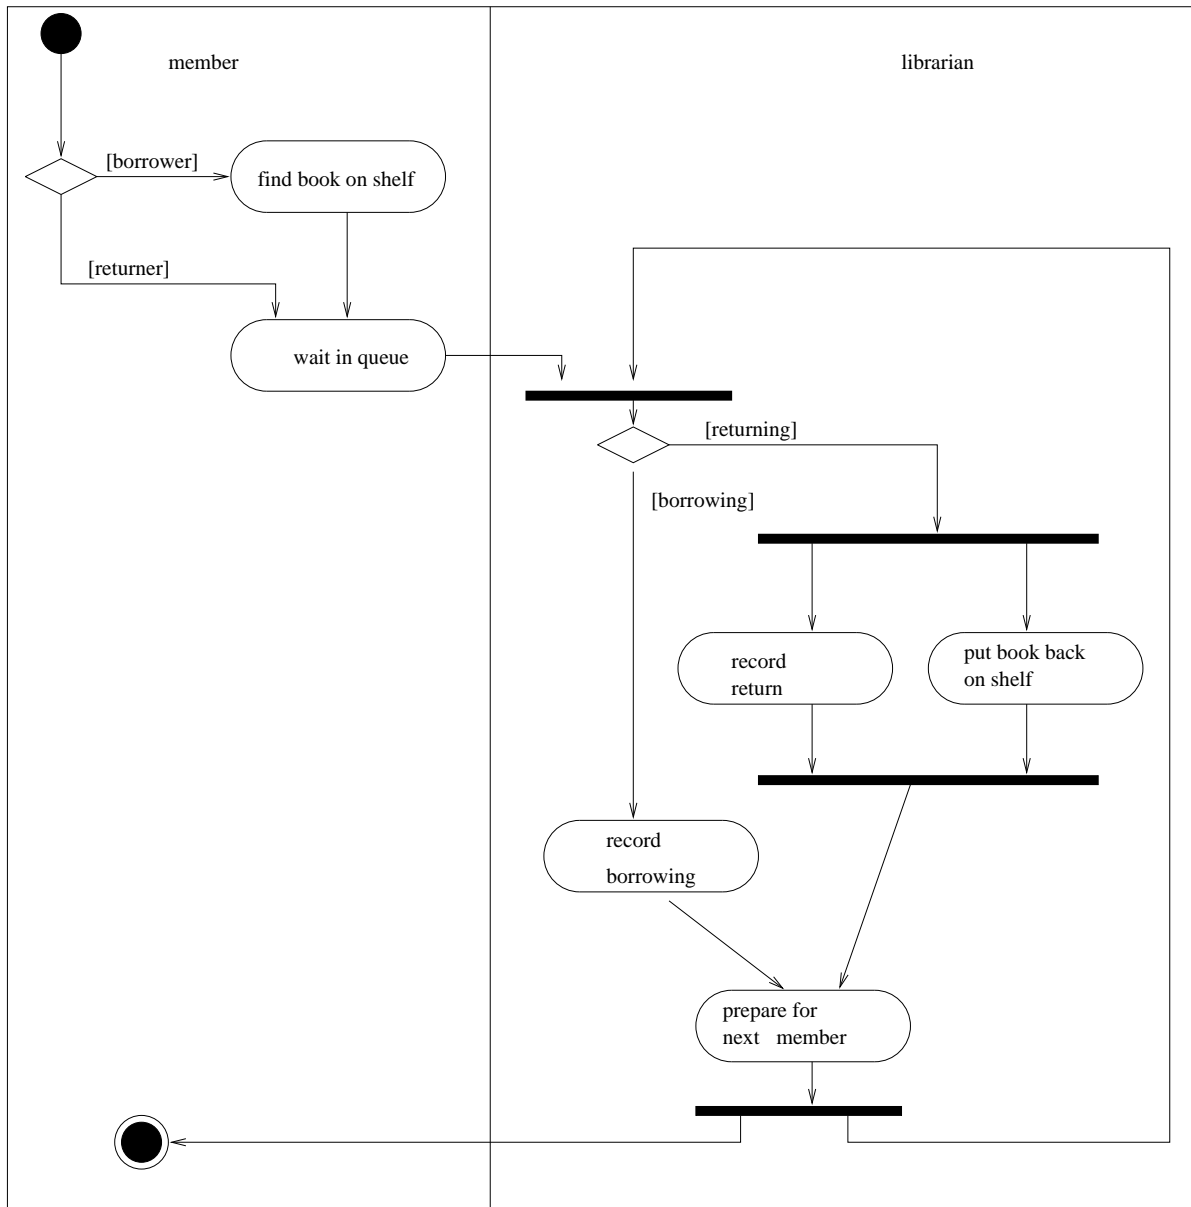 member
librarian
[borrower]
find book on shelf
[returner]
wait in queue
[returning]
[borrowing]
record
return
put book back
on shelf
record
borrowing
prepare for
next member